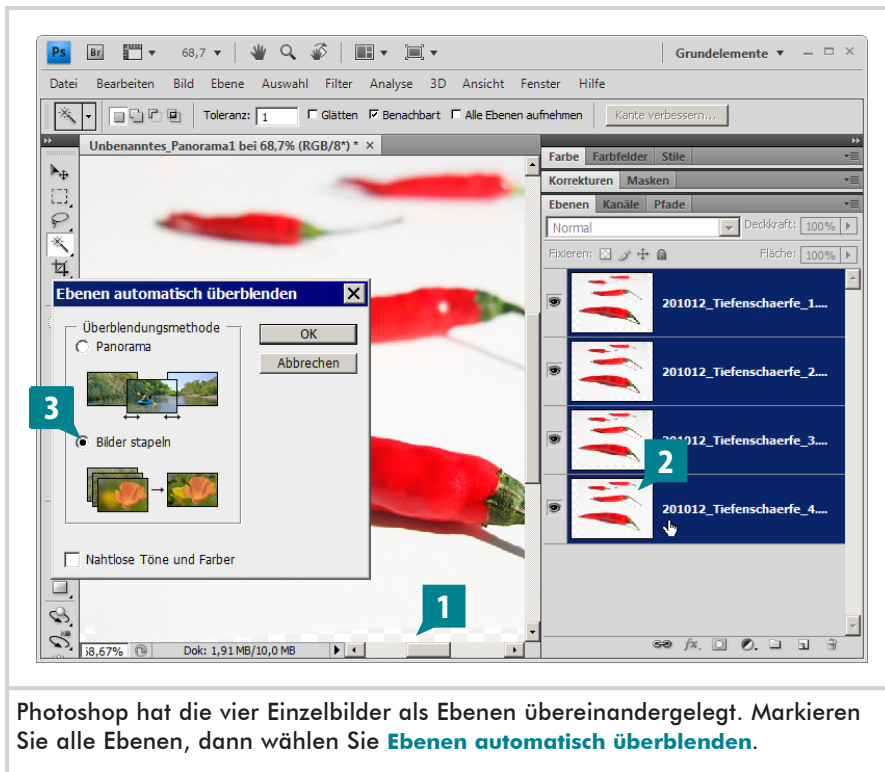 Ps Br 68,7 Grundelemente
Datei Bearbeiten Bild Ebene Auswahl Filter Analyse 3D Ansicht Fenster Hilfe
Toleranz: 1 Glätten Benachbart Alle Ebenen aufnehmen Kante verbessern...
Unbenanntes_Panorama1 bei 68,7% (RGB/8*) * ×
Farbe Farbfelder Stile
Korrekturen Masken
Ebenen Kanäle Pfade
Normal Deckkraft: 100%
Fixieren: Fläche: 100%
201012_Tiefenschaerfe_1....
201012_Tiefenschaerfe_2....
201012_Tiefenschaerfe_3....
201012_Tiefenschaerfe_4....
2
Ebenen automatisch überblenden
Überblendungsmethode
Panorama
OK
Abbrechen
3
Bilder stapeln
Nahtlose Töne und Farber
1
68,67% Dok: 1,91 MB/10,0 MB
fx.
Photoshop hat die vier Einzelbilder als Ebenen übereinandergelegt. Markieren
Sie alle Ebenen, dann wählen Sie Ebenen automatisch überblenden.